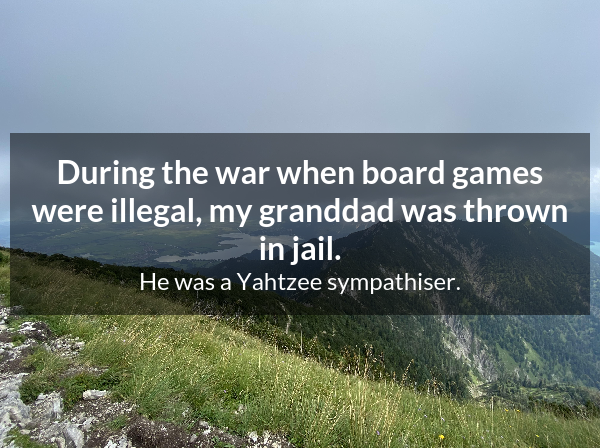 During the war when board games
were illegal, my granddad was thrown
in jail.
He was a Yahtzee sympathiser.